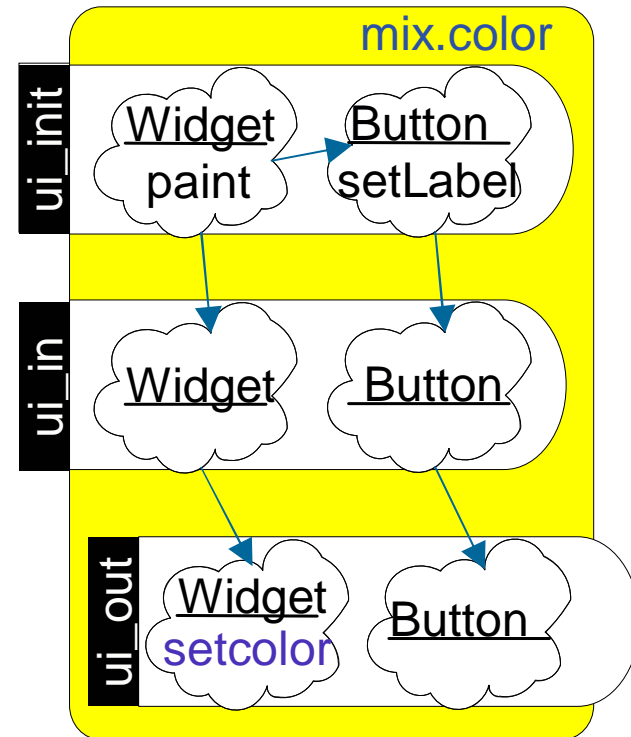 mix.color
ui_init
Widget
paint
Button
setLabel
ui_in
Widget
Button
ui_out
Widget
setcolor
Button